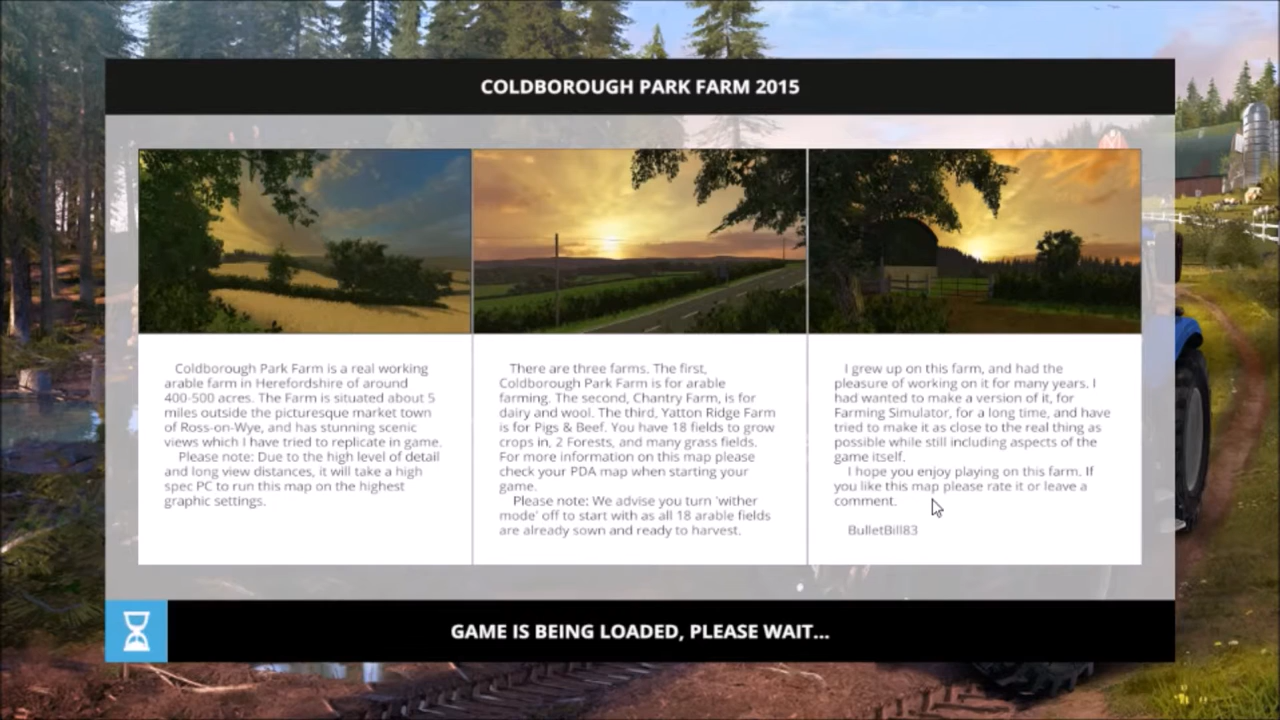 COLDBOROUGH PARK FARM 2015
Coldborough Park Farm is a real working
arable farm in Herefordshire of around
400-500 acres. The Farm is situated about 5
miles outside the picturesque market town
of Ross-on-Wye, and has stunning scenic
views which I have tried to replicate in game.
Please note: Due to the high level of detail
and long view distances, it will take a high
spec PC to run this map on the highest
graphic settings.
There are three farms. The first,
Coldborough Park Farm is for arable
farming. The second, Chantry Farm, is for
dairy and wool. The third, Yatton Ridge Farm
is for Pigs & Beef. You have 18 fields to grow
crops in, 2 Forests, and many grass fields.
For more information on this map please
check your PDA map when starting your
game.
Please note: We advise you turn 'wither
mode' off to start with as all 18 arable fields
are already sown and ready to harvest.
I grew up on this farm, and had the
pleasure of working on it for many years. I
had wanted to make a version of it, for
Farming Simulator, for a long time, and have
tried to make it as close to the real thing as
possible while still including aspects of the
game itself.
I hope you enjoy playing on this farm. If
you like this map please rate it or leave a
comment.
BulletBill83
GAME IS BEING LOADED, PLEASE WAIT...